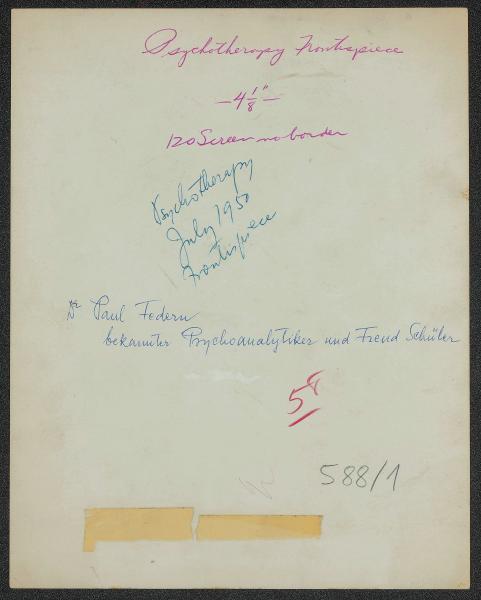 Psychotherapy Frontispiece
— 4 1/8" —
120 Screen no border
Psychotherapy
July 1950
Frontispiece
Dr Paul Federn
bekannter Psychoanalytiker und Freud Schüler
58
588/1